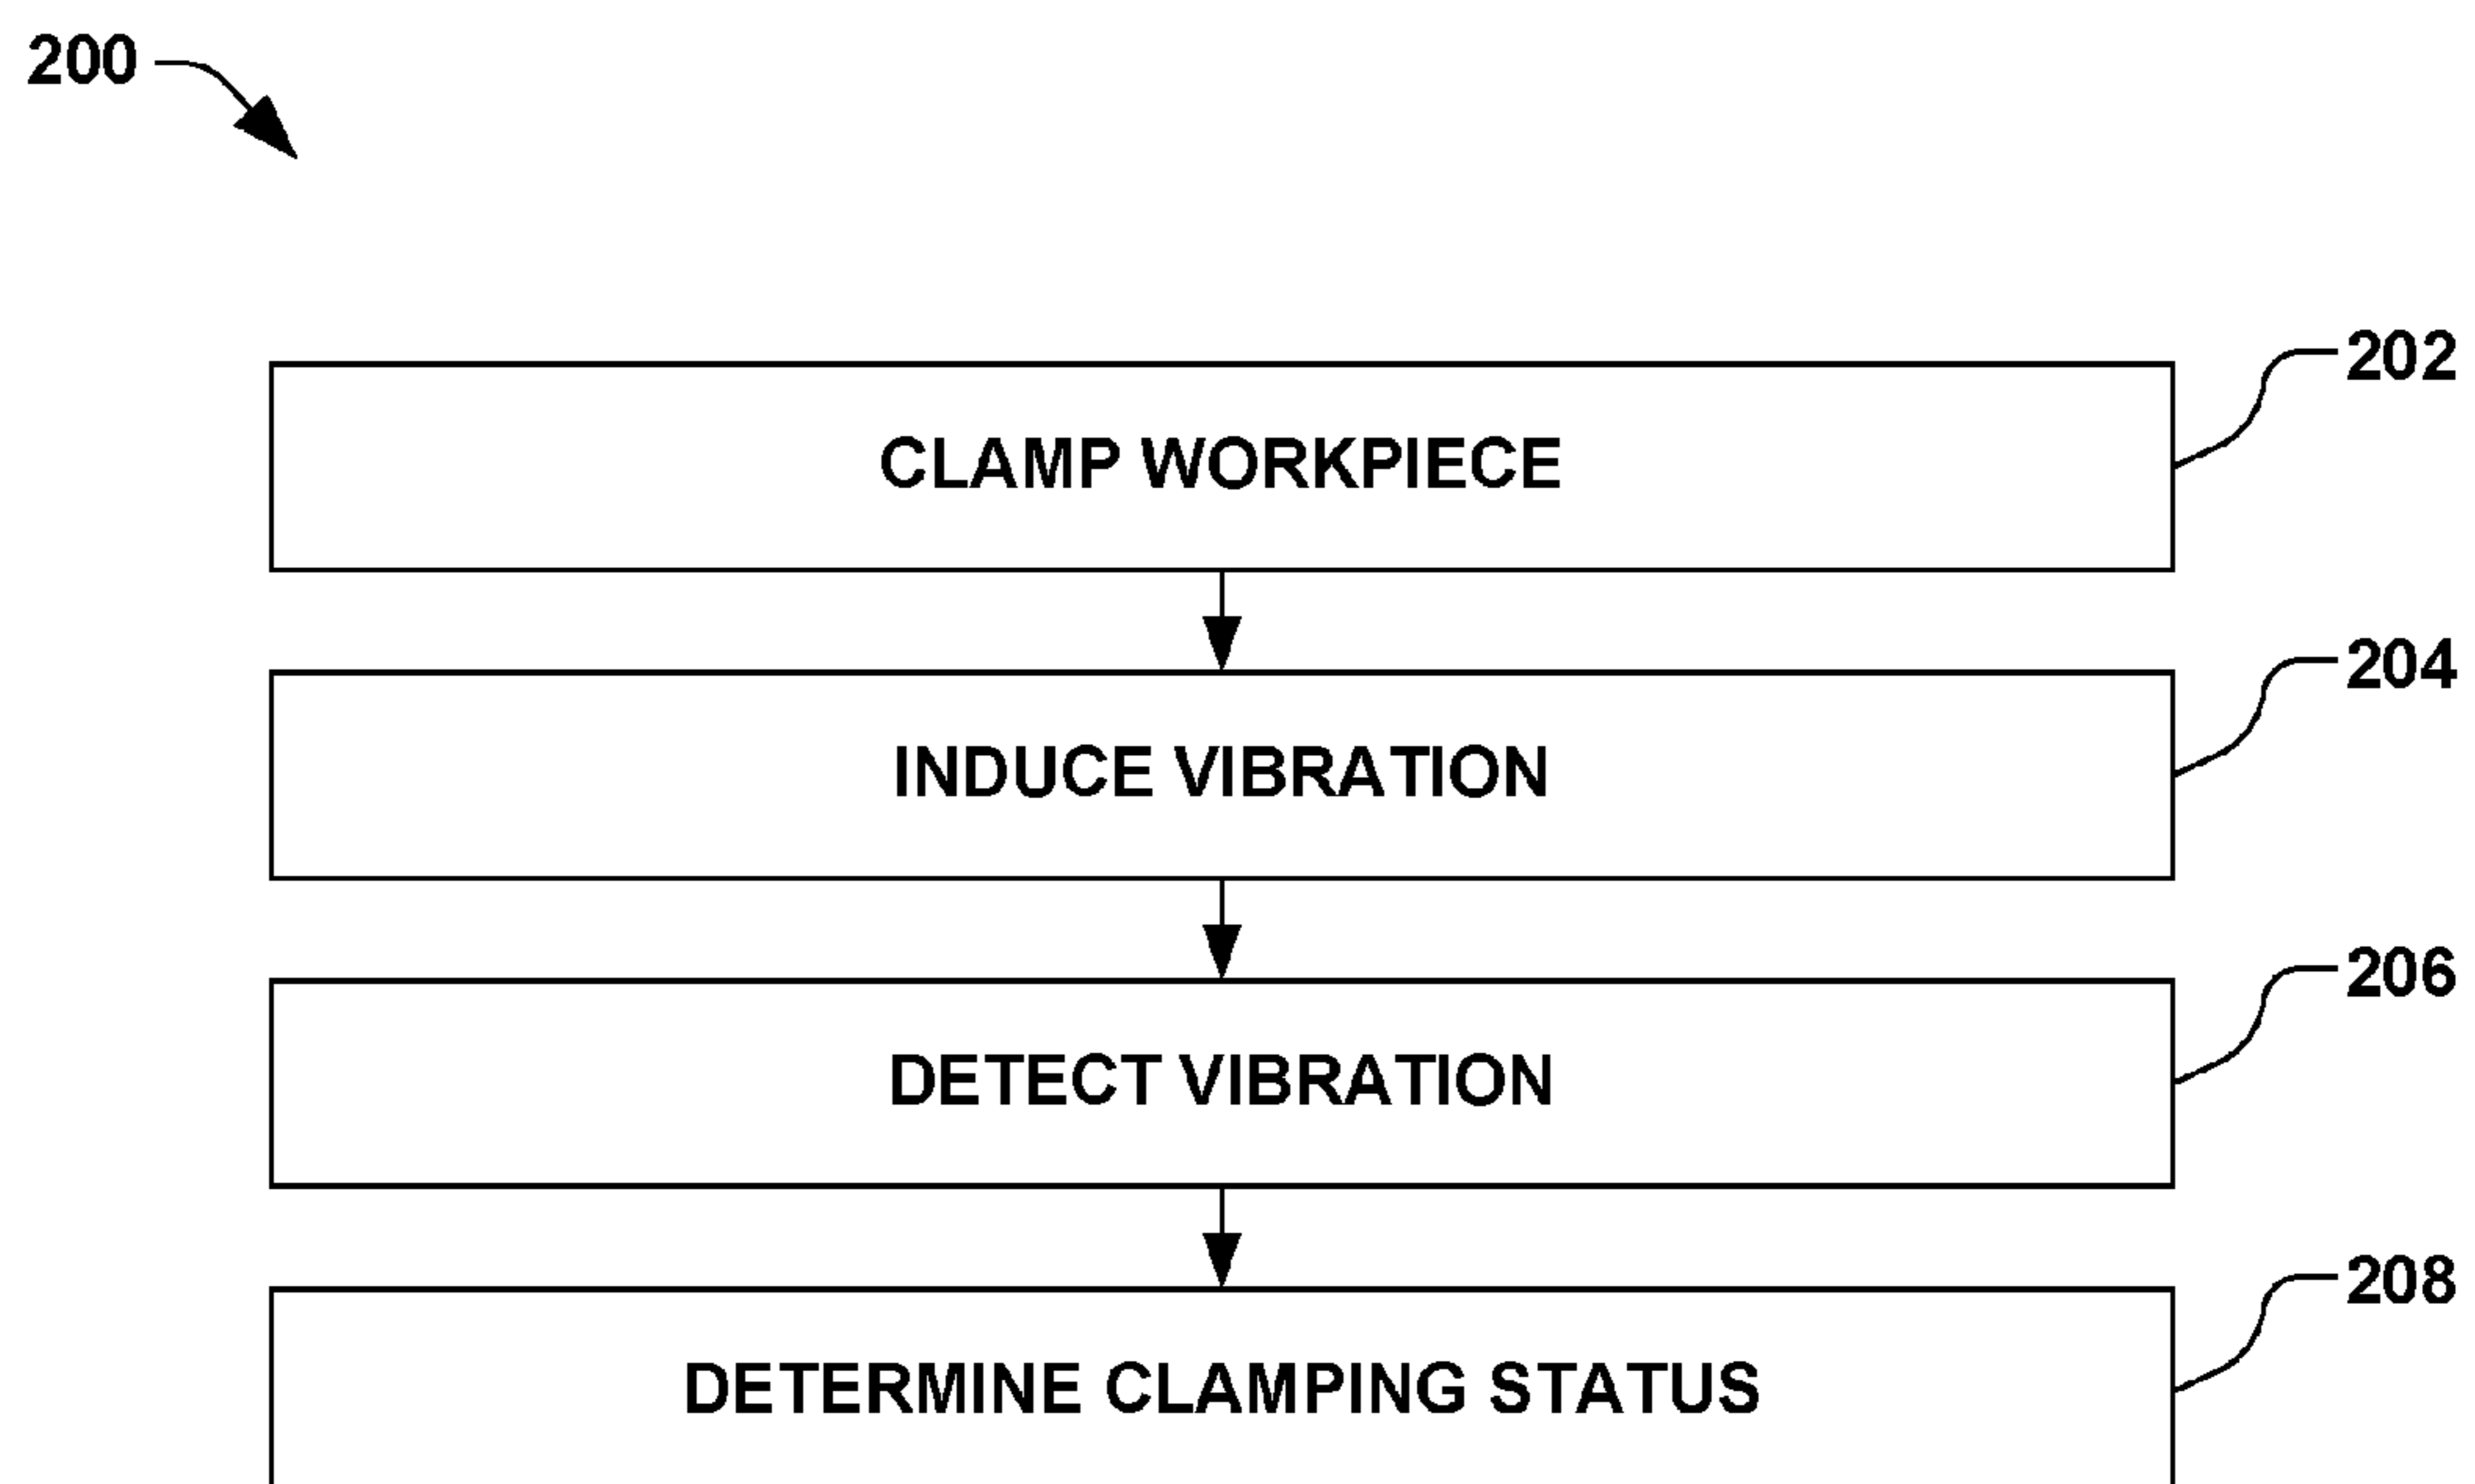 200
202
CLAMP WORKPIECE
204
INDUCE VIBRATION
206
DETECT VIBRATION
208
DETERMINE CLAMPING STATUS